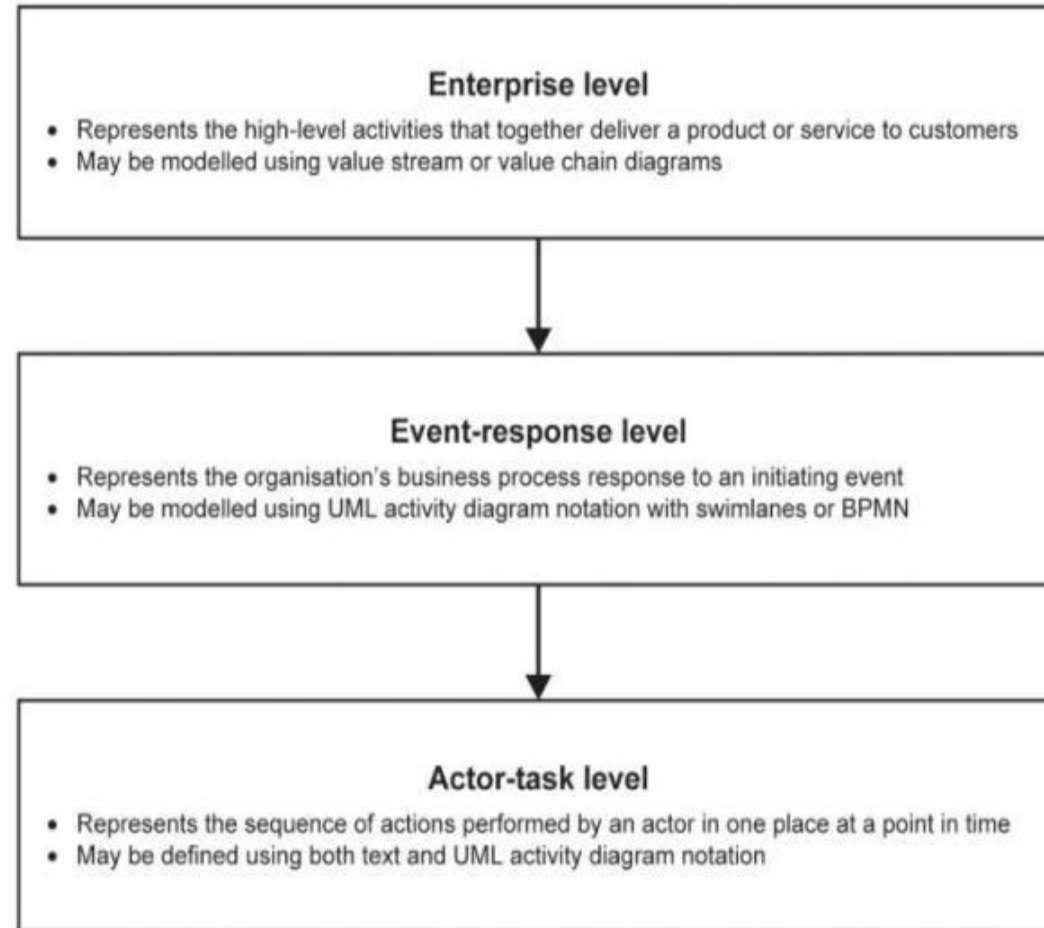 Enterprise level
• Represents the high-level activities that together deliver a product or service to customers
• May be modelled using value stream or value chain diagrams
Event-response level
• Represents the organisation’s business process response to an initiating event
• May be modelled using UML activity diagram notation with swimlanes or BPMN
Actor-task level
• Represents the sequence of actions performed by an actor in one place at a point in time
• May be defined using both text and UML activity diagram notation